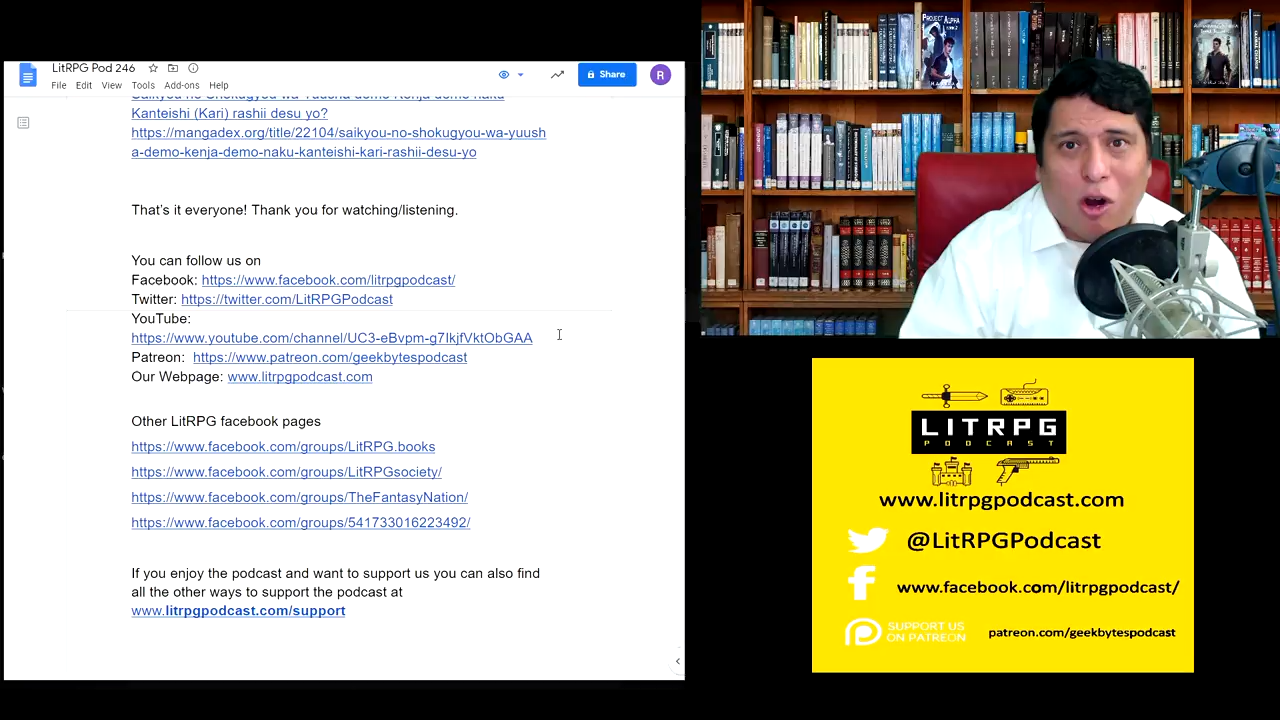 LitRPG Pod 246
File Edit View Tools Add-ons Help
Share
R
Kanteishi (Kari) rashii desu yo?
https://mangadex.org/title/22104/saikyou-no-shokugyou-wa-yuush
a-demo-kenja-demo-naku-kanteishi-kari-rashii-desu-yo
That's it everyone! Thank you for watching/listening.
You can follow us on
Facebook: https://www.facebook.com/litrpgpodcast/
Twitter: https://twitter.com/LitRPGPodcast
YouTube:
https://www.youtube.com/channel/UC3-eBvpm-g7IkjfVktObGAA
Patreon: https://www.patreon.com/geekbytespodcast
Our Webpage: www.litrpgpodcast.com
Other LitRPG facebook pages
https://www.facebook.com/groups/LitRPG.books
https://www.facebook.com/groups/LitRPGsociety/
https://www.facebook.com/groups/TheFantasyNation/
https://www.facebook.com/groups/541733016223492/
If you enjoy the podcast and want to support us you can also find
all the other ways to support the podcast at
www.litrpgpodcast.com/support
PROJECT ALPHA
LITRPG
PODCAST
www.litrpgpodcast.com
@LitRPGPodcast
www.facebook.com/litrpgpodcast/
SUPPORT US
ON PATREON
patreon.com/geekbytespodcast